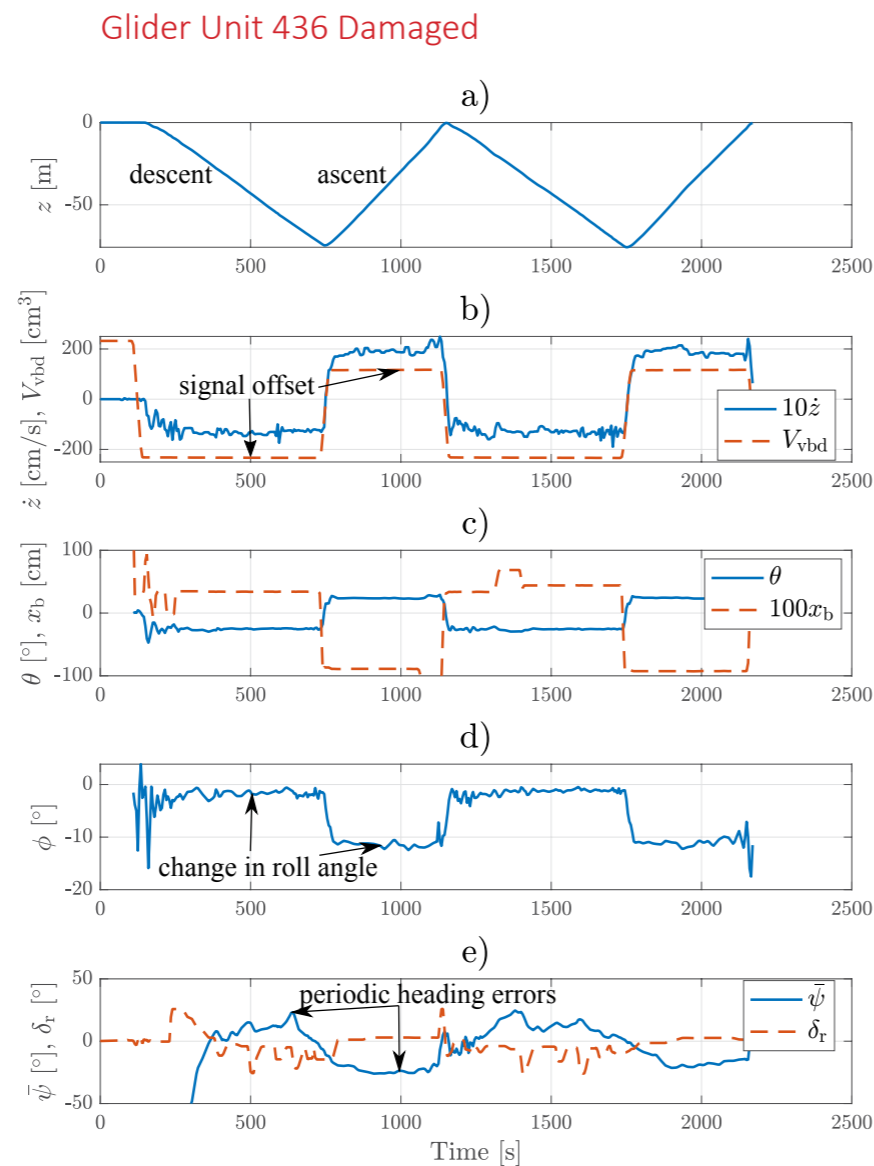 Glider Unit 436 Damaged
a)
z [m]
0
-50
descent
ascent
0 500 1000 1500 2000 2500
b)
ż [cm/s], V_vbd [cm³]
200
0
-200
signal offset
10ż
V_vbd
0 500 1000 1500 2000 2500
c)
θ [°], x_b [cm]
100
0
-100
θ
100x_b
0 500 1000 1500 2000 2500
d)
ϕ [°]
0
-10
-20
change in roll angle
0 500 1000 1500 2000 2500
e)
ψ̄ [°], δ_r [°]
50
0
-50
periodic heading errors
ψ̄
δ_r
0 500 1000 1500 2000 2500
Time [s]